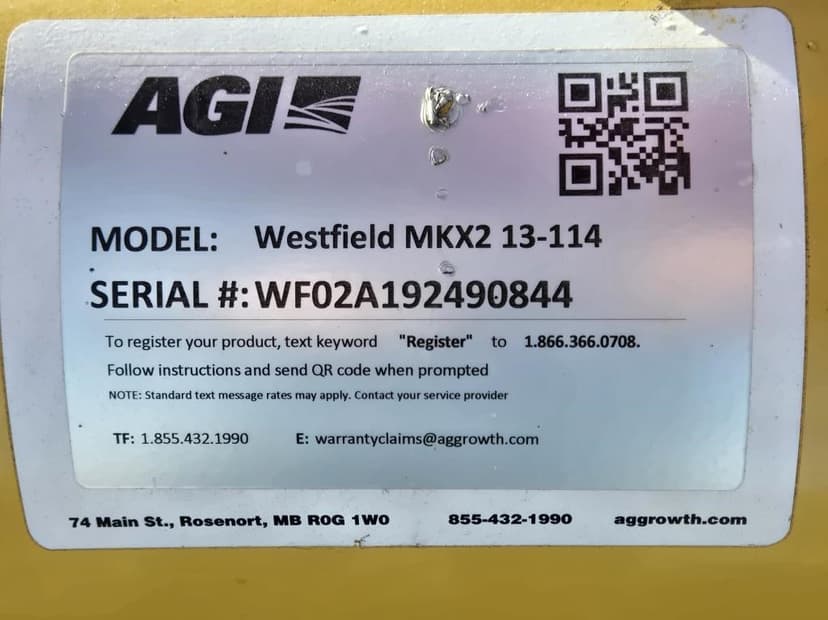 AGI
MODEL: Westfield MKX2 13-114
SERIAL #: WF02A192490844
To register your product, text keyword "Register" to 1.866.366.0708.
Follow instructions and send QR code when prompted
NOTE: Standard text message rates may apply. Contact your service provider
TF: 1.855.432.1990 E: warrantyclaims@aggrowth.com
74 Main St., Rosenort, MB R0G 1W0 855-432-1990 aggrowth.com